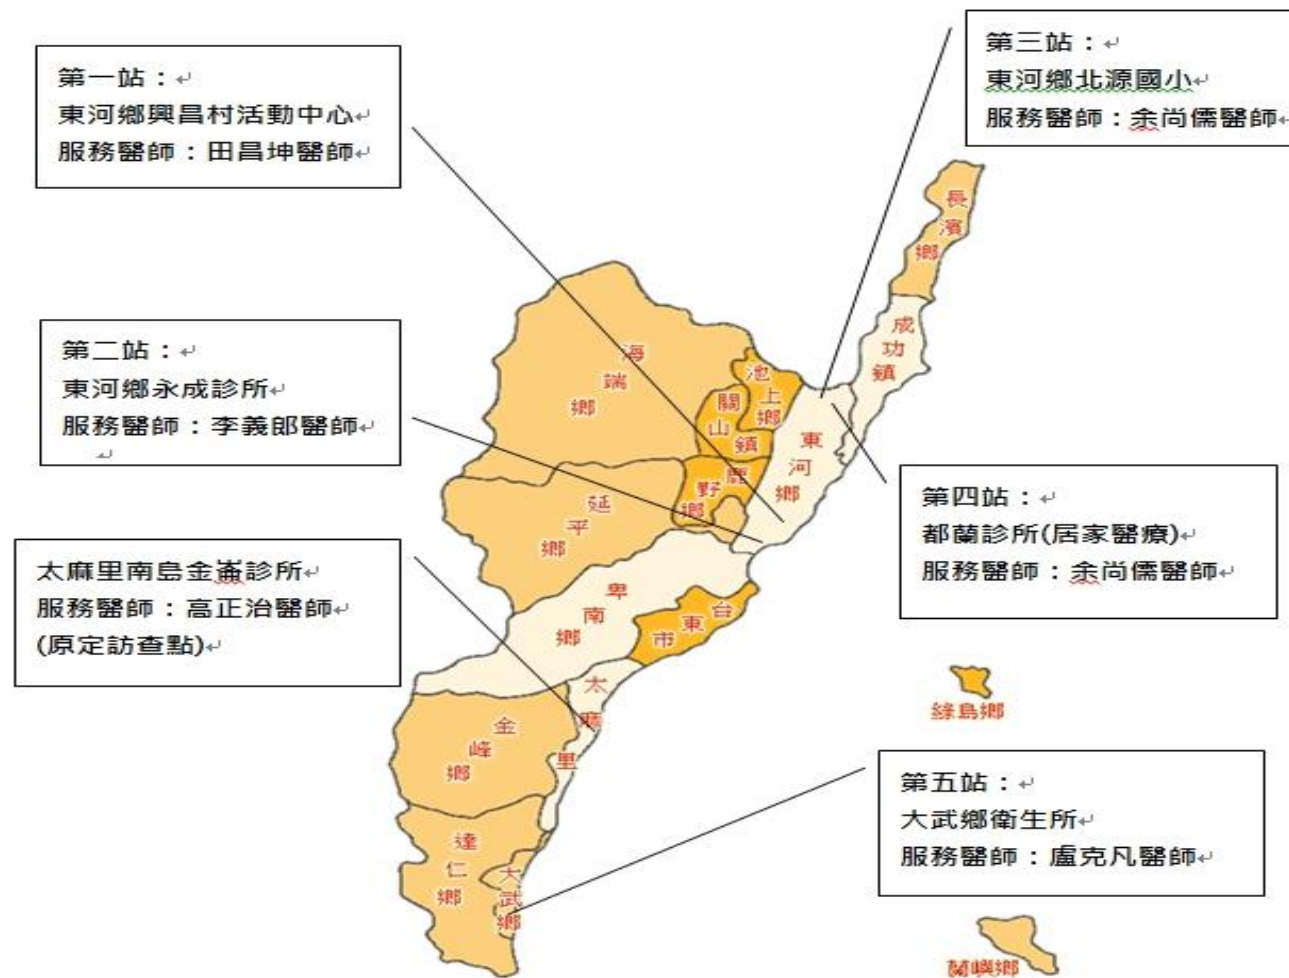 第一站：
東河鄉興昌村活動中心
服務醫師：田昌坤醫師
第三站：
東河鄉北源國小
服務醫師：余尚儒醫師
第二站：
東河鄉永成診所
服務醫師：李義郎醫師
太麻里南島金崙診所
服務醫師：高正治醫師
(原定訪查點)
第四站：
都蘭診所(居家醫療)
服務醫師：余尚儒醫師
第五站：
大武鄉衛生所
服務醫師：盧克凡醫師
長濱鄉
成功鎮
海端鄉
池上鄉
關山鎮
東河鄉
鹿野鄉
延平鄉
卑南鄉
台東市
太麻里
金峰鄉
達仁鄉
大武鄉
綠島鄉
蘭嶼鄉